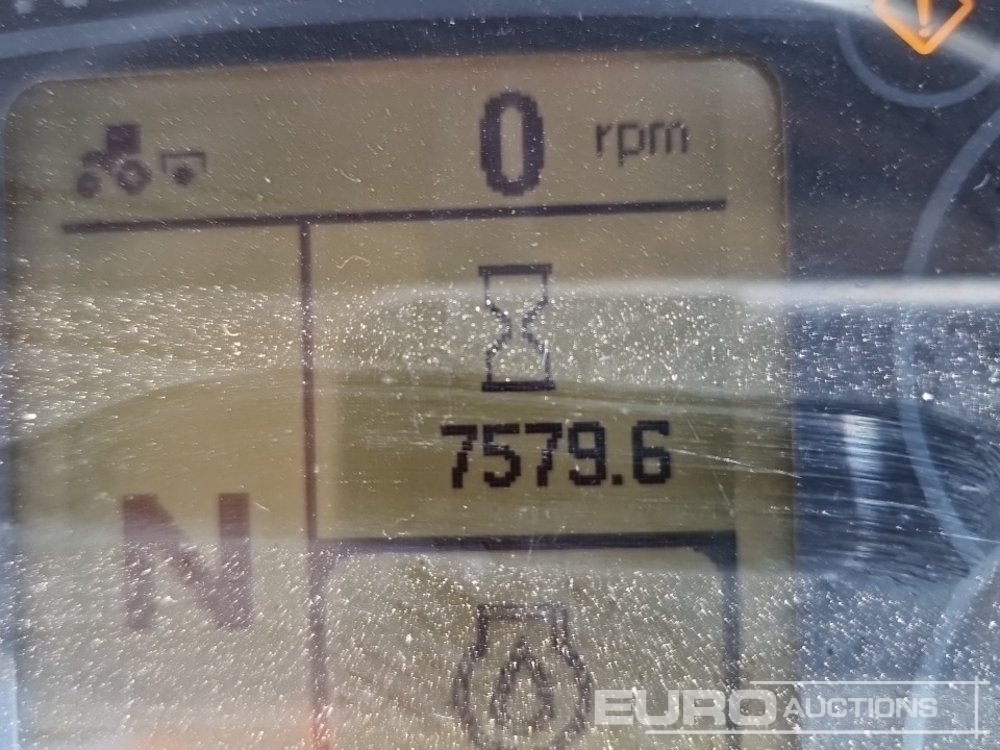 0 rpm
7579.6
N
EURO AUCTIONS